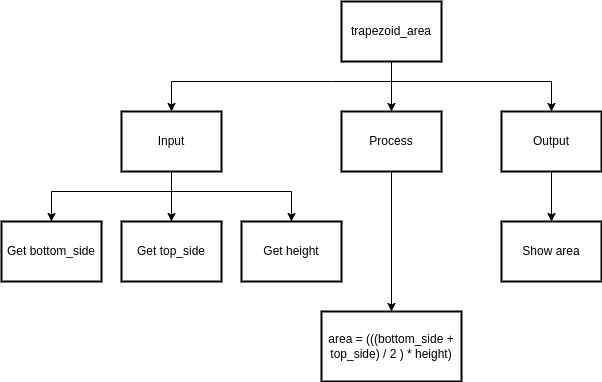 trapezoid_area
Input
Process
Output
Get bottom_side
Get top_side
Get height
Show area
area = (((bottom_side +
top_side) / 2 ) * height)